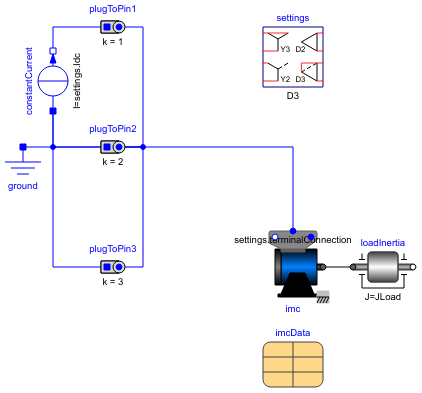 plugToPin1
k = 1
constantCurrent
I=settings.Idc
settings
Y3
D2
Y2
D3
D3
plugToPin2
k = 2
ground
settings.terminalConnection
loadInertia
J=JLoad
imc
plugToPin3
k = 3
imcData